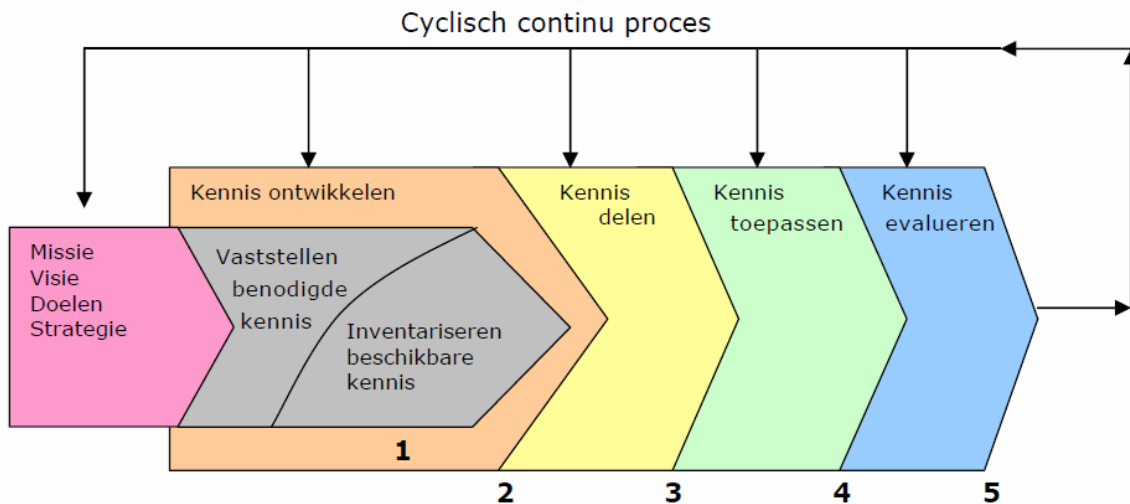 Cyclisch continu proces
Kennis ontwikkelen
Kennis
delen
Kennis
toepassen
Kennis
evalueren
Missie
Visie
Doelen
Strategie
Vaststellen
benodigde
kennis
Inventariseren
beschikbare
kennis
1
2
3
4
5